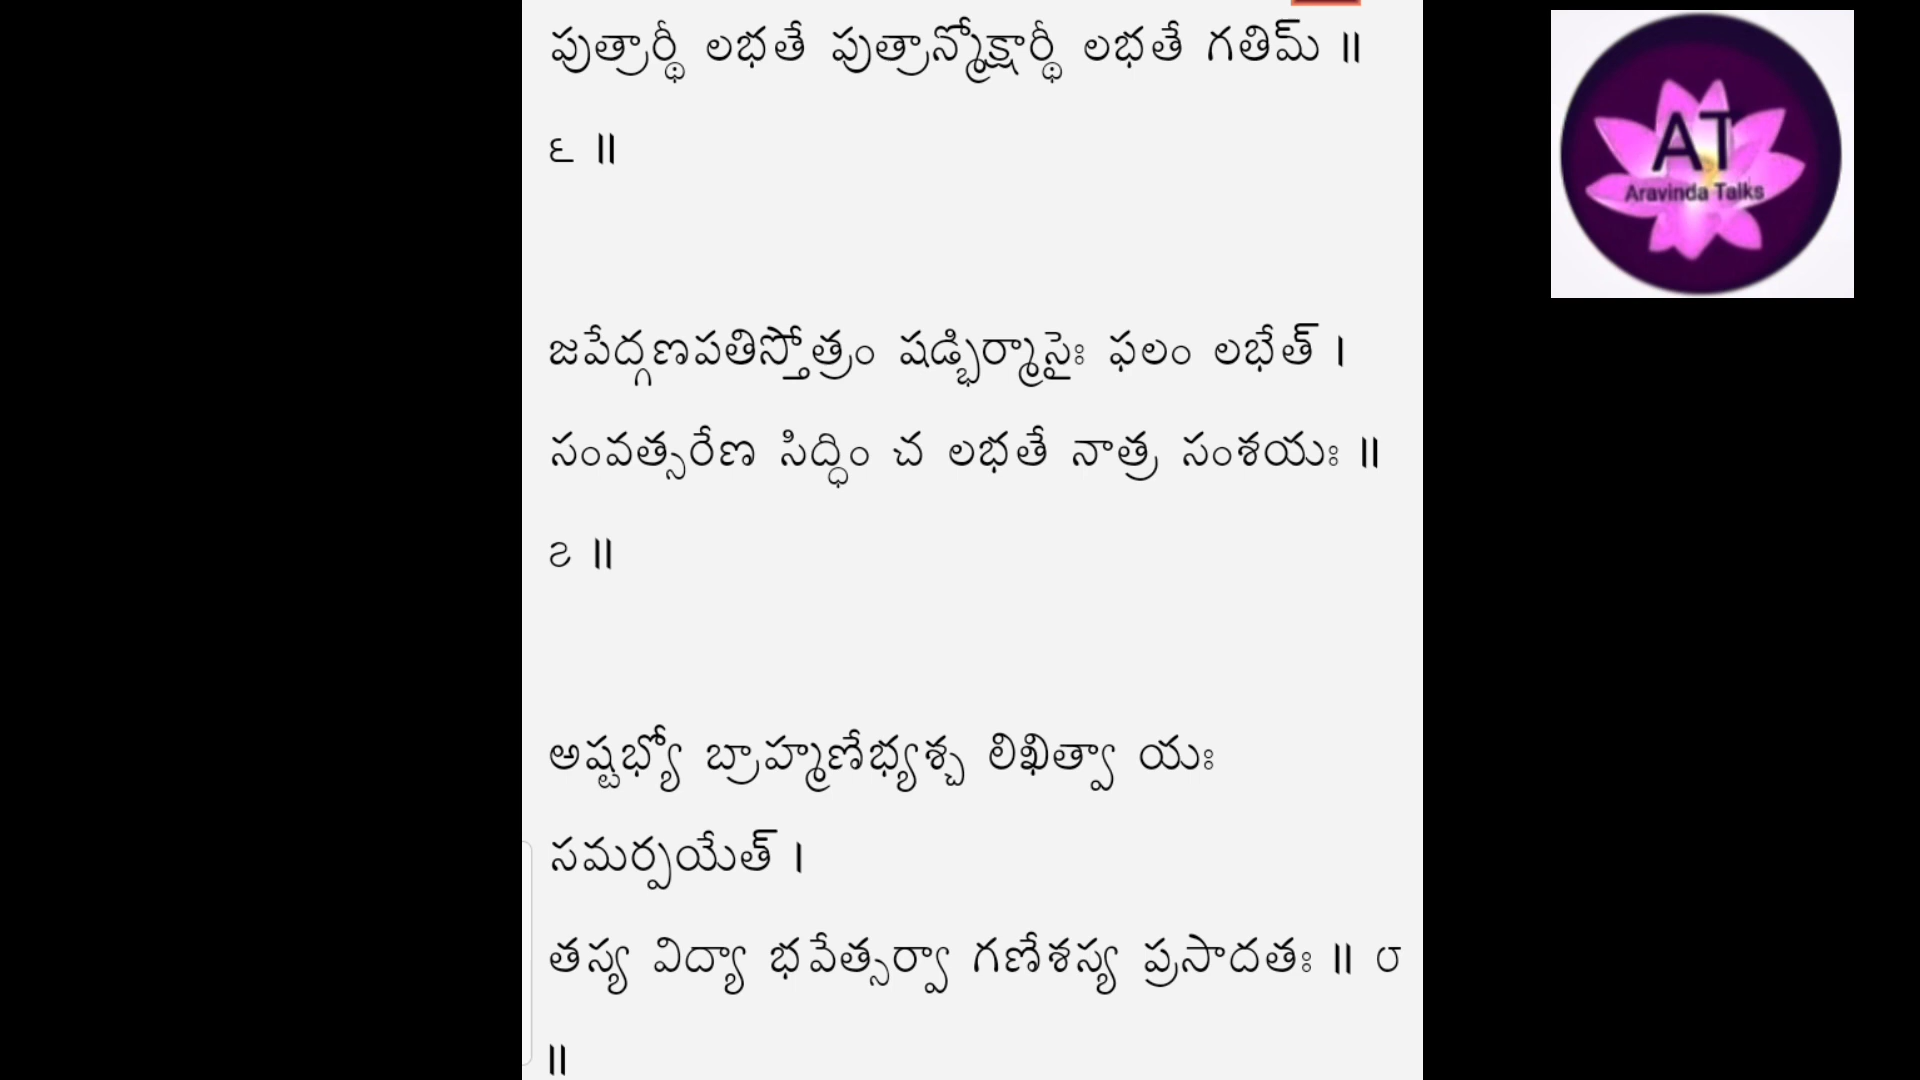 పుత్రార్థీ లభతే పుత్రాన్మోక్షార్థీ లభతే గతిమ్ ॥
౬ ॥
జపేద్గణపతిస్తోత్రం షడ్భిర్మాసైః ఫలం లభేత్ ।
సంవత్సరేణ సిద్ధిం చ లభతే నాత్ర సంశయః ॥
౭ ॥
అష్టభ్యో బ్రాహ్మణేభ్యశ్చ లిఖిత్వా యః
సమర్పయేత్ ।
తస్య విద్యా భవేత్సర్వా గణేశస్య ప్రసాదతః ॥ ౮
॥
AT
Aravinda Talks